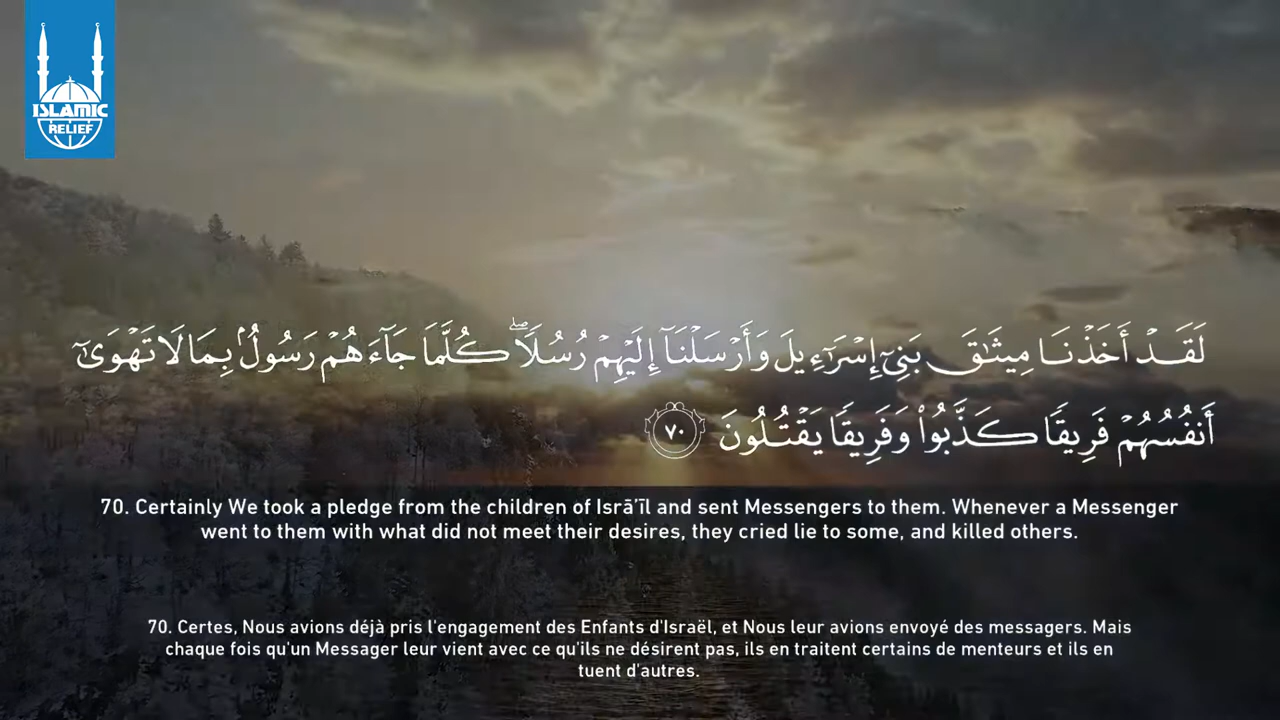 ISLAMIC
RELIEF
لَقَدْ أَخَذْنَا مِيثَٰقَ بَنِىٓ إِسْرَٰٓءِيلَ وَأَرْسَلْنَآ إِلَيْهِمْ رُسُلًاۖ كُلَّمَا جَآءَهُمْ رَسُولُۢ بِمَا لَا تَهْوَىٰٓ
أَنفُسُهُمْ فَرِيقًا كَذَّبُوا۟ وَفَرِيقًا يَقْتُلُونَ ٧٠
70. Certainly We took a pledge from the children of Isrā’īl and sent Messengers to them. Whenever a Messenger
went to them with what did not meet their desires, they cried lie to some, and killed others.
70. Certes, Nous avions déjà pris l'engagement des Enfants d'Israël, et Nous leur avions envoyé des messagers. Mais
chaque fois qu'un Messager leur vient avec ce qu'ils ne désirent pas, ils en traitent certains de menteurs et ils en
tuent d'autres.